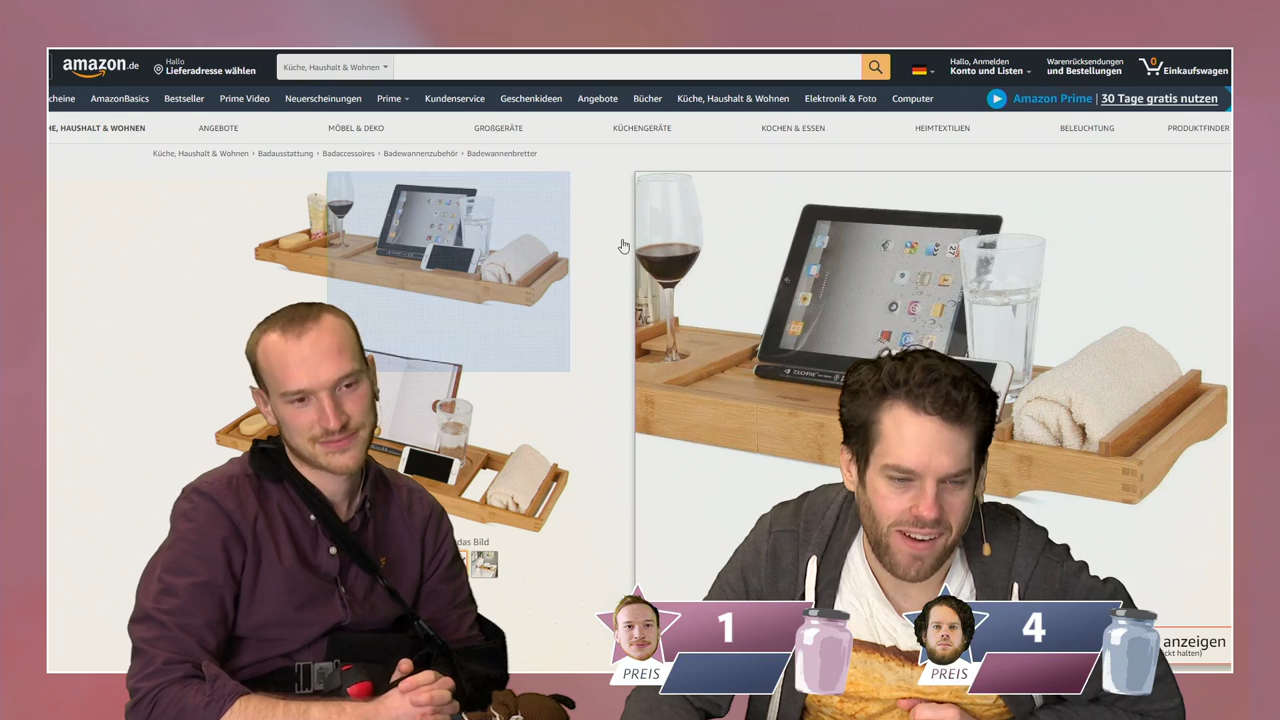 amazon.de
Hallo
Lieferadresse wählen
Küche, Haushalt & Wohnen
Hallo, Anmelden
Konto und Listen
Warenrücksendungen
und Bestellungen
0
Einkaufswagen
cheine AmazonBasics Bestseller Prime Video Neuerscheinungen Prime Kundenservice Geschenkideen Angebote Bücher Küche, Haushalt & Wohnen Elektronik & Foto Computer
Amazon Prime | 30 Tage gratis nutzen
HE, HAUSHALT & WOHNEN ANGEBOTE MÖBEL & DEKO GROßGERÄTE KÜCHENGERÄTE KOCHEN & ESSEN HEIMTEXTILIEN BELEUCHTUNG PRODUKTFINDER
Küche, Haushalt & Wohnen › Badausstattung › Badaccessoires › Badewannenzubehör › Badewannenbretter
das Bild
1
PREIS
4
PREIS
anzeigen
ckt halten)